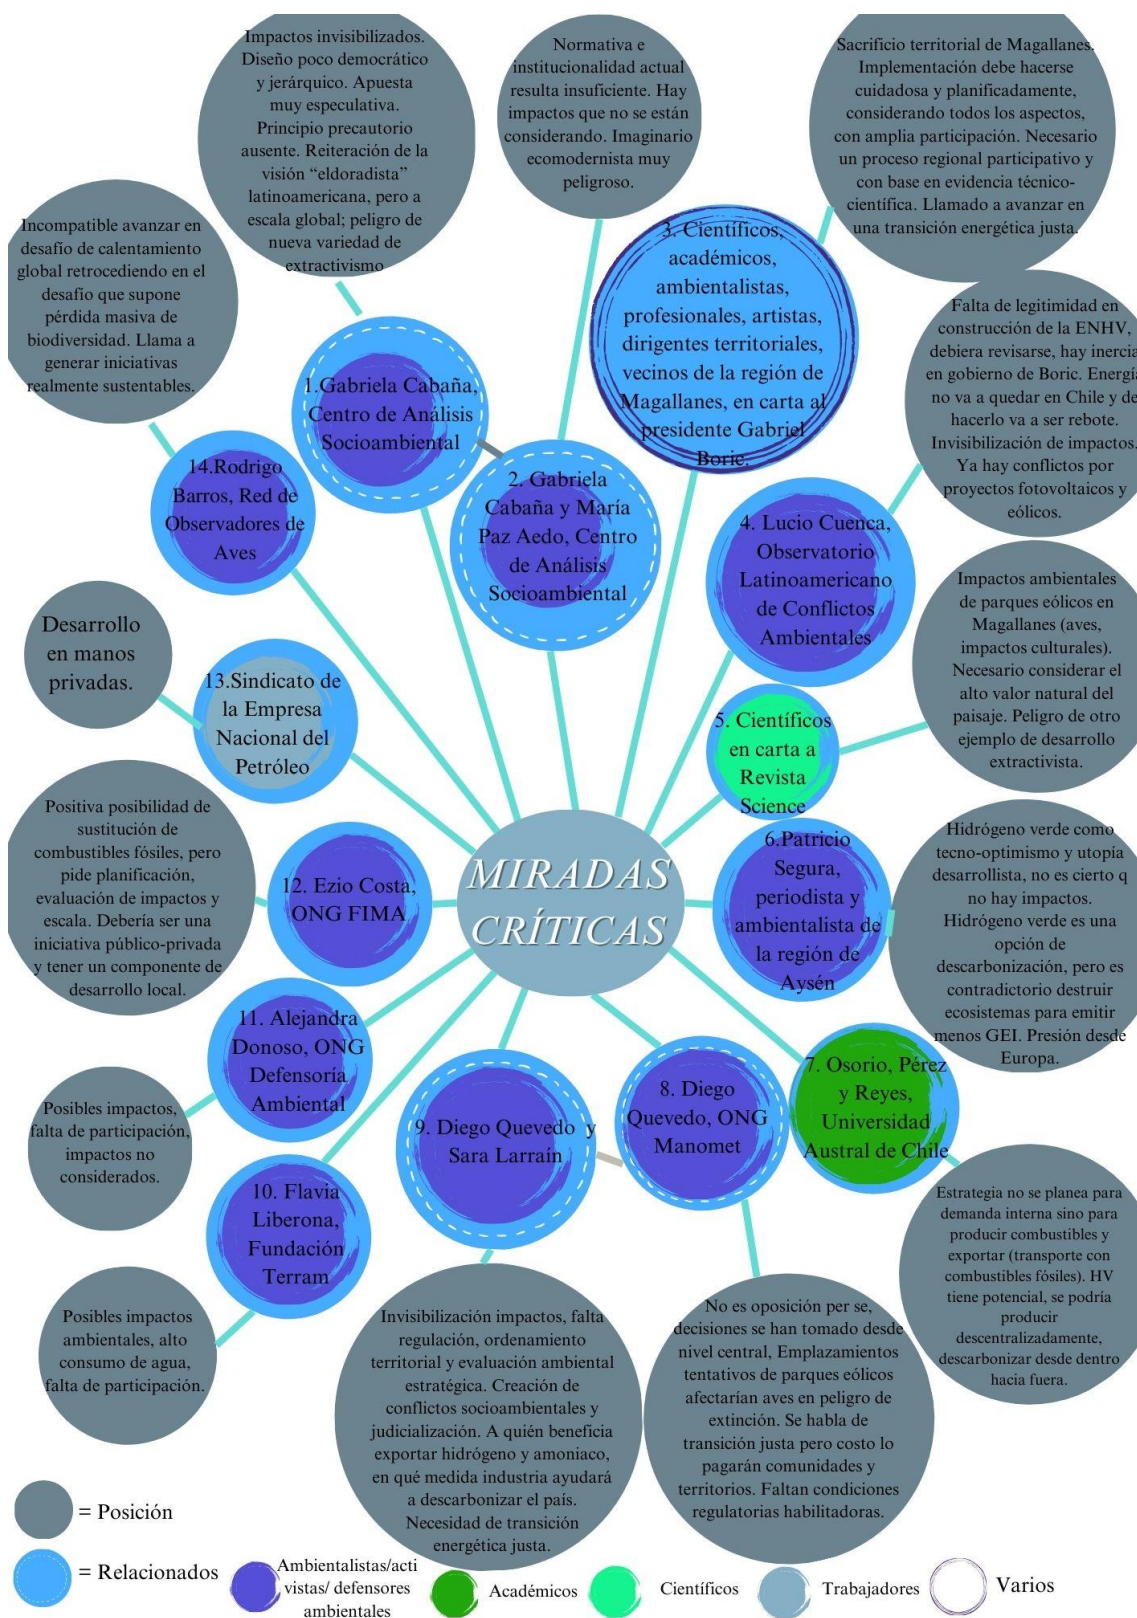 Impactos invisibilizados.
Diseño poco democrático
y jerárquico. Apuesta
muy especulativa.
Principio precautorio
ausente. Reiteración de la
visión “eldoradista”
latinoamericana, pero a
escala global; peligro de
nueva variedad de
extractivismo
Normativa e
institucionalidad actual
resulta insuficiente. Hay
impactos que no se están
considerando. Imaginario
ecomodernista muy
peligroso.
Sacrificio territorial de Magallanes.
Implementación debe hacerse
cuidadosa y planificadamente,
considerando todos los aspectos,
con amplia participación. Necesario
un proceso regional participativo y
con base en evidencia técnico-
científica. Llamado a avanzar en
una transición energética justa.
Incompatible avanzar en
desafío de calentamiento
global retrocediendo en el
desafío que supone
pérdida masiva de
biodiversidad. Llama a
generar iniciativas
realmente sustentables.
1.Gabriela Cabaña,
Centro de Análisis
Socioambiental
2. Gabriela
Cabaña y María
Paz Aedo, Centro
de Análisis
Socioambiental
3. Científicos,
académicos,
ambientalistas,
profesionales, artistas,
dirigentes territoriales,
vecinos de la región de
Magallanes, en carta al
presidente Gabriel
Boric.
Falta de legitimidad en
construcción de la ENHV,
debiera revisarse, hay inercia
en gobierno de Boric. Energía
no va a quedar en Chile y de
hacerlo va a ser rebote.
Invisibilización de impactos.
Ya hay conflictos por
proyectos fotovoltaicos y
eólicos.
14.Rodrigo
Barros, Red de
Observadores de
Aves
4. Lucio Cuenca,
Observatorio
Latinoamericano
de Conflictos
Ambientales
Impactos ambientales
de parques eólicos en
Magallanes (aves,
impactos culturales).
Necesario considerar el
alto valor natural del
paisaje. Peligro de otro
ejemplo de desarrollo
extractivista.
Desarrollo
en manos
privadas.
13.Sindicato de
la Empresa
Nacional del
Petróleo
5. Científicos
en carta a
Revista
Science
Positiva posibilidad de
sustitución de
combustibles fósiles, pero
pide planificación,
evaluación de impactos y
escala. Debería ser una
iniciativa público-privada
y tener un componente de
desarrollo local.
12. Ezio Costa,
ONG FIMA
MIRADAS
CRÍTICAS
6.Patricio
Segura,
periodista y
ambientalista de
la región de
Aysén
Hidrógeno verde como
tecno-optimismo y utopía
desarrollista, no es cierto q
no hay impactos.
Hidrógeno verde es una
opción de
descarbonización, pero es
contradictorio destruir
ecosistemas para emitir
menos GEI. Presión desde
Europa.
11. Alejandra
Donoso, ONG
Defensoría
Ambiental
Posibles impactos,
falta de participación,
impactos no
considerados.
9. Diego Quevedo y
Sara Larraín
8. Diego
Quevedo, ONG
Manomet
7. Osorio, Pérez
y Reyes,
Universidad
Austral de Chile
10. Flavia
Liberona,
Fundación
Terram
Estrategia no se planea para
demanda interna sino para
producir combustibles y
exportar (transporte con
combustibles fósiles). HV
tiene potencial, se podría
producir
descentralizadamente,
descarbonizar desde dentro
hacia fuera.
Posibles impactos
ambientales, alto
consumo de agua,
falta de participación.
Invisibilización impactos, falta
regulación, ordenamiento
territorial y evaluación ambiental
estratégica. Creación de
conflictos socioambientales y
judicialización. A quién beneficia
exportar hidrógeno y amoniaco,
en qué medida industria ayudará
a descarbonizar el país.
Necesidad de transición
energética justa.
No es oposición per se,
decisiones se han tomado desde
nivel central, Emplazamientos
tentativos de parques eólicos
afectarían aves en peligro de
extinción. Se habla de
transición justa pero costo lo
pagarán comunidades y
territorios. Faltan condiciones
regulatorias habilitadoras.
= Posición
= Relacionados
Ambientalistas/acti
vistas/ defensores
ambientales
Académicos
Científicos
Trabajadores
Varios